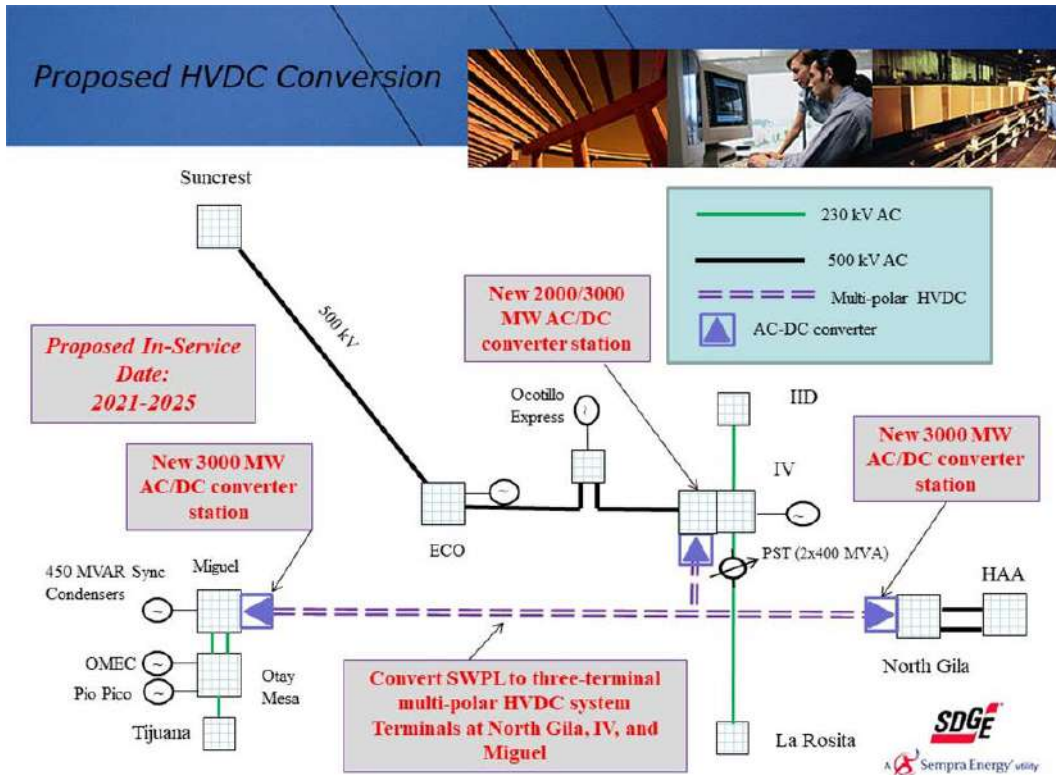 Proposed HVDC Conversion
Suncrest
500 kV
230 kV AC
500 kV AC
Multi-polar HVDC
AC-DC converter
New 2000/3000
MW AC/DC
converter station
Proposed In-Service
Date:
2021-2025
Ocotillo
Express
~
IID
New 3000 MW
AC/DC converter
station
IV
New 3000 MW
AC/DC converter
station
~
ECO
~
PST (2x400 MVA)
Miguel
450 MVAR Sync
Condensers
~
HAA
North Gila
OMEC
~
Pio Pico
~
Otay
Mesa
Tijuana
Convert SWPL to three-terminal
multi-polar HVDC system
Terminals at North Gila, IV, and
Miguel
La Rosita
SDGE
A Sempra Energy utility